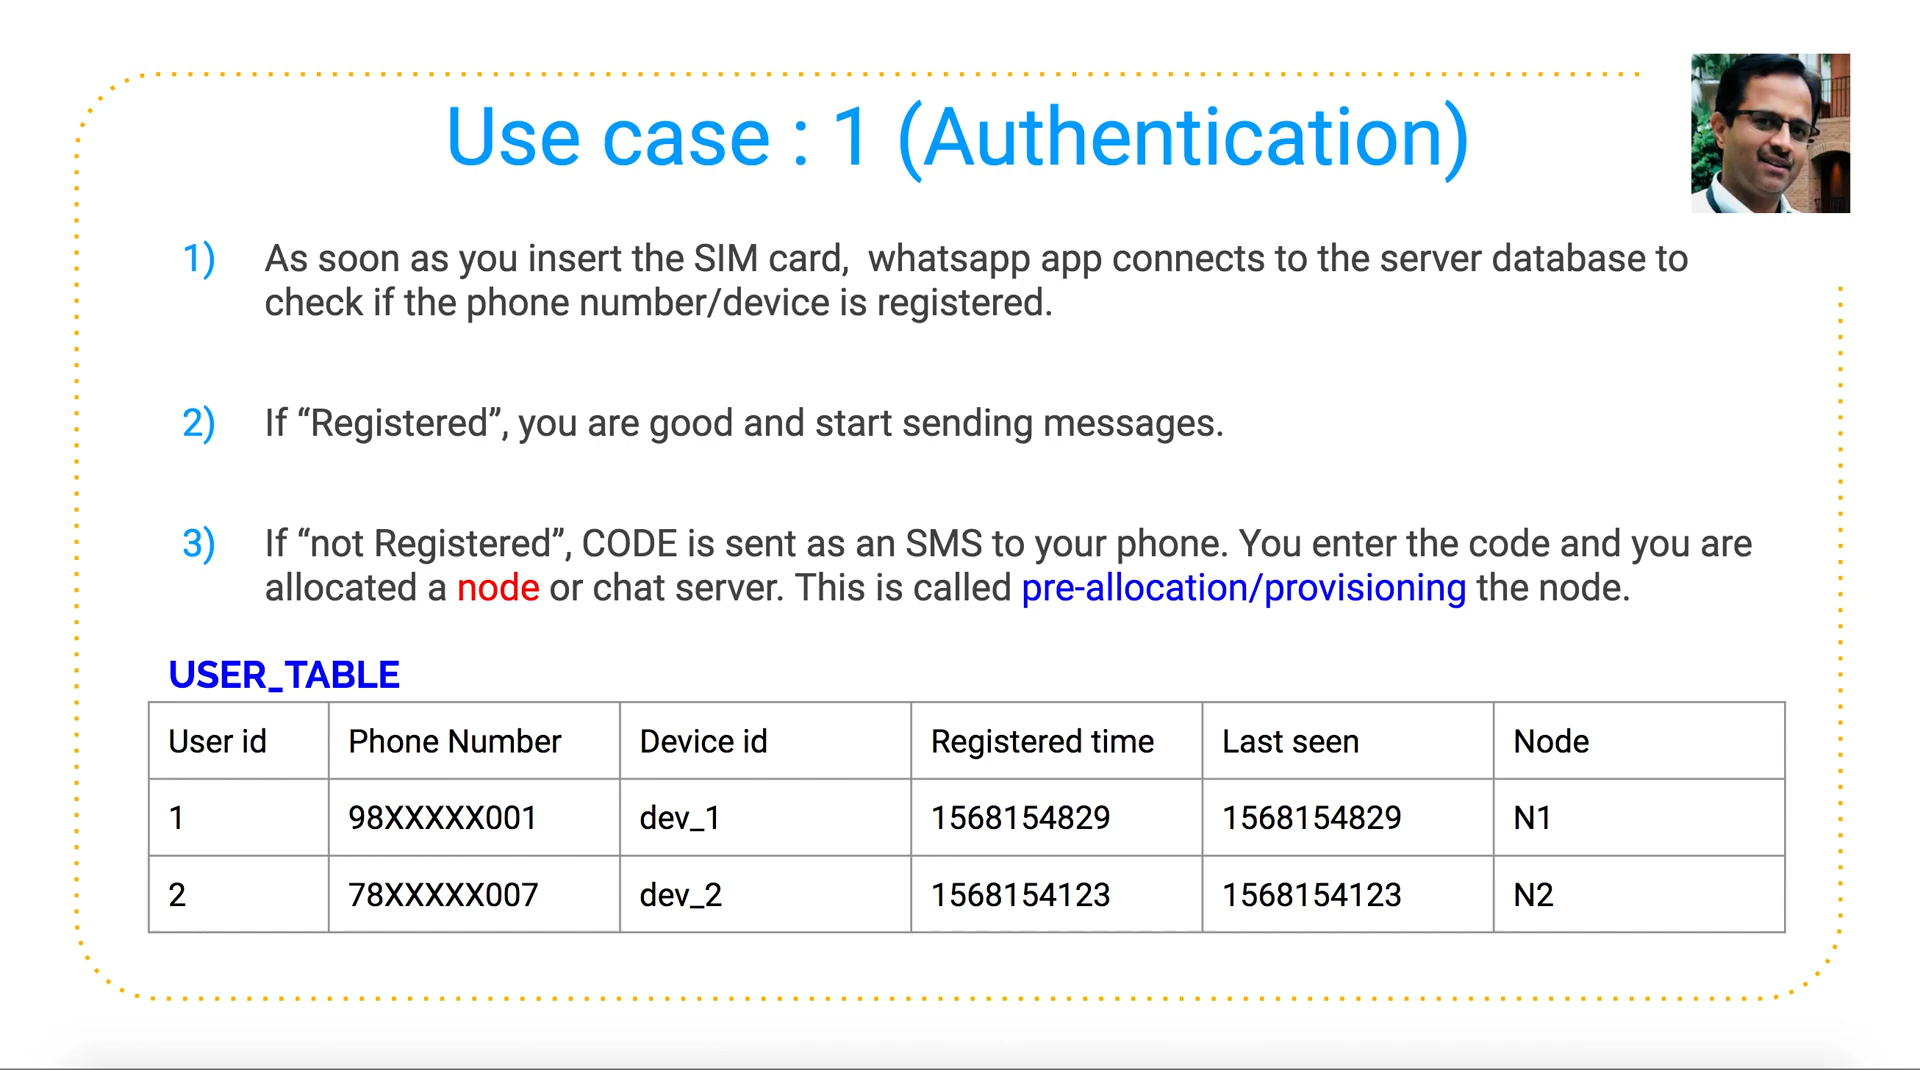 Use case : 1 (Authentication)
1) As soon as you insert the SIM card,  whatsapp app connects to the server database to
check if the phone number/device is registered.
2) If “Registered”, you are good and start sending messages.
3) If “not Registered”, CODE is sent as an SMS to your phone. You enter the code and you are
allocated a node or chat server. This is called pre-allocation/provisioning the node.
USER_TABLE
User id Phone Number Device id Registered time Last seen Node
1 98XXXXX001 dev_1 1568154829 1568154829 N1
2 78XXXXX007 dev_2 1568154123 1568154123 N2